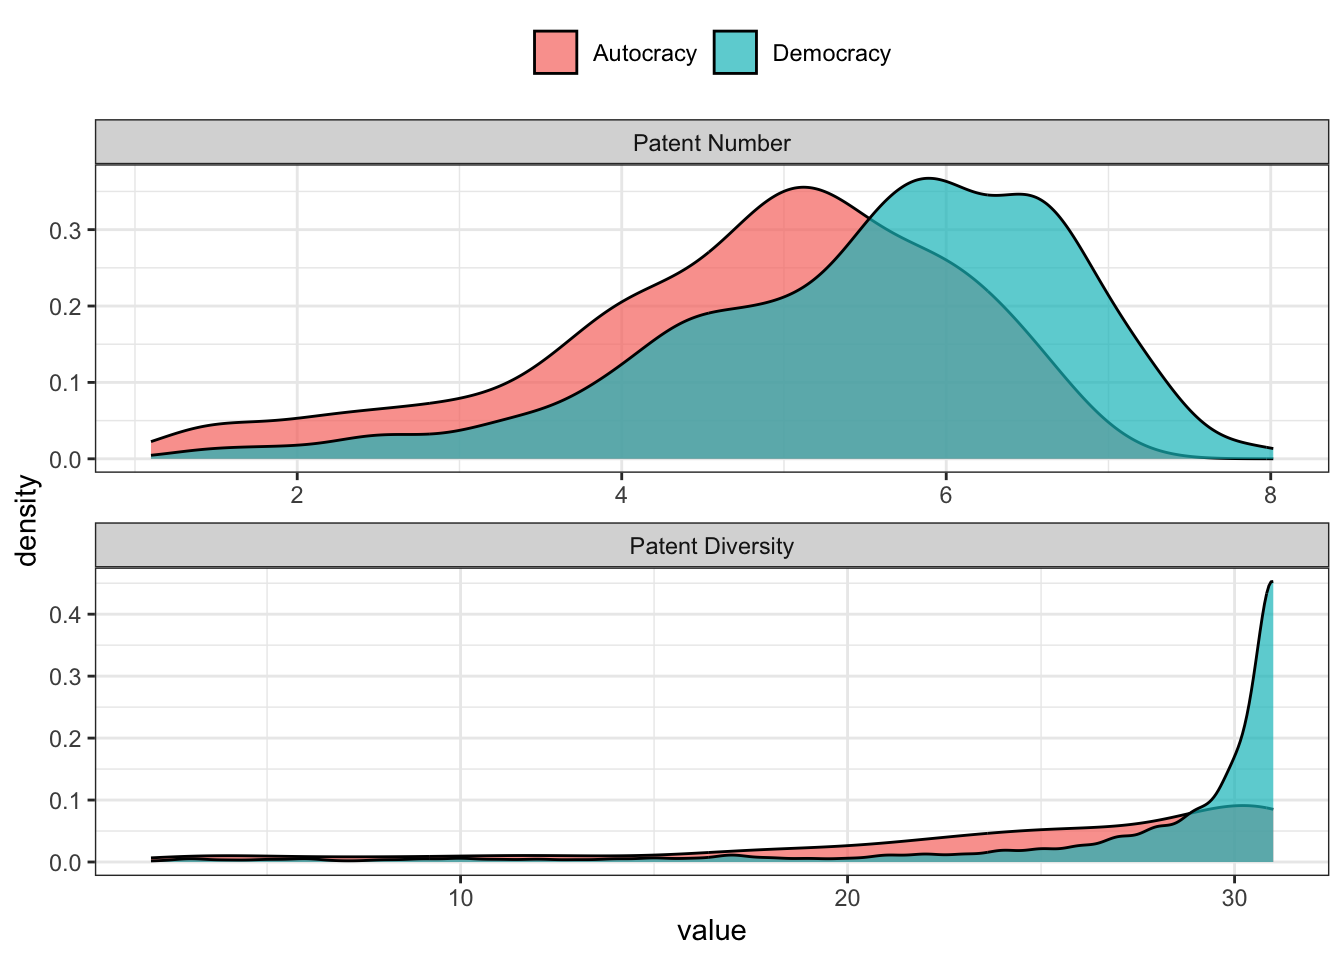 Autocracy Democracy
Patent Number
0.3
0.2
0.1
0.0
2 4 6 8
density
Patent Diversity
0.4
0.3
0.2
0.1
0.0
10 20 30
value